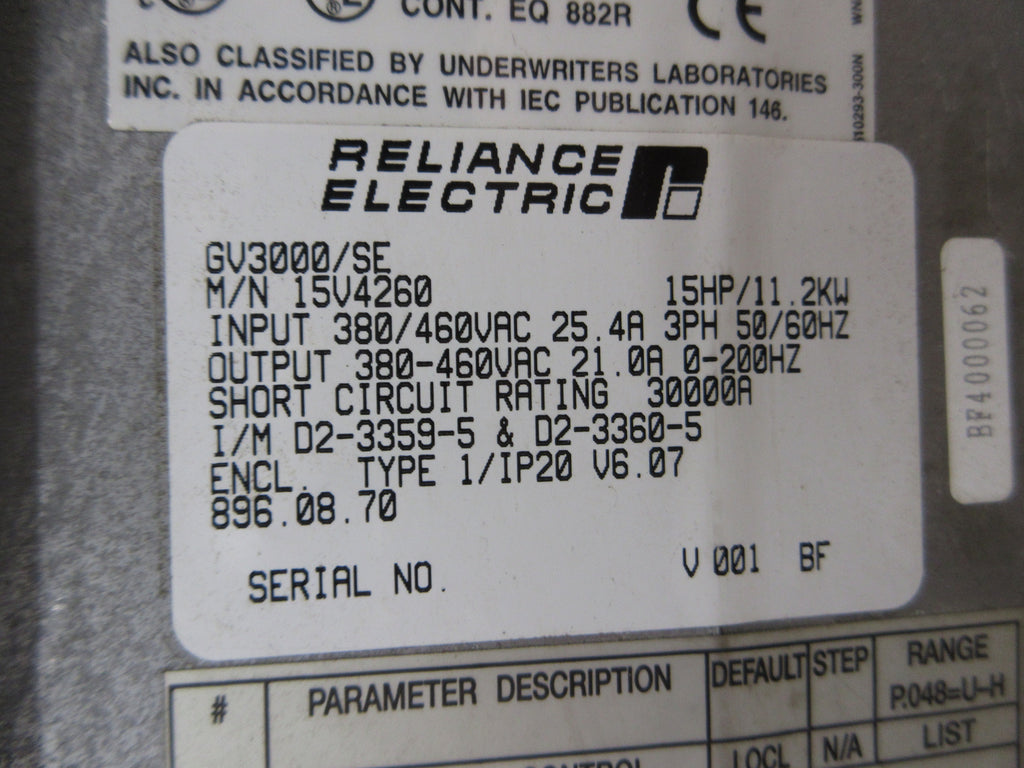 CONT. EQ 882R
CE
ALSO CLASSIFIED BY UNDERWRITERS LABORATORIES
INC. IN ACCORDANCE WITH IEC PUBLICATION 146.
RELIANCE
ELECTRIC
GV3000/SE
M/N 15V4260 15HP/11.2KW
INPUT 380/460VAC 25.4A 3PH 50/60HZ
OUTPUT 380-460VAC 21.0A 0-200HZ
SHORT CIRCUIT RATING 30000A
I/M D2-3359-5 & D2-3360-5
ENCL. TYPE 1/IP20 V6.07
896.08.70
SERIAL NO. V 001 BF
BF4000062
# PARAMETER DESCRIPTION DEFAULT STEP RANGE
P.048=U-H
LOCL N/A LIST